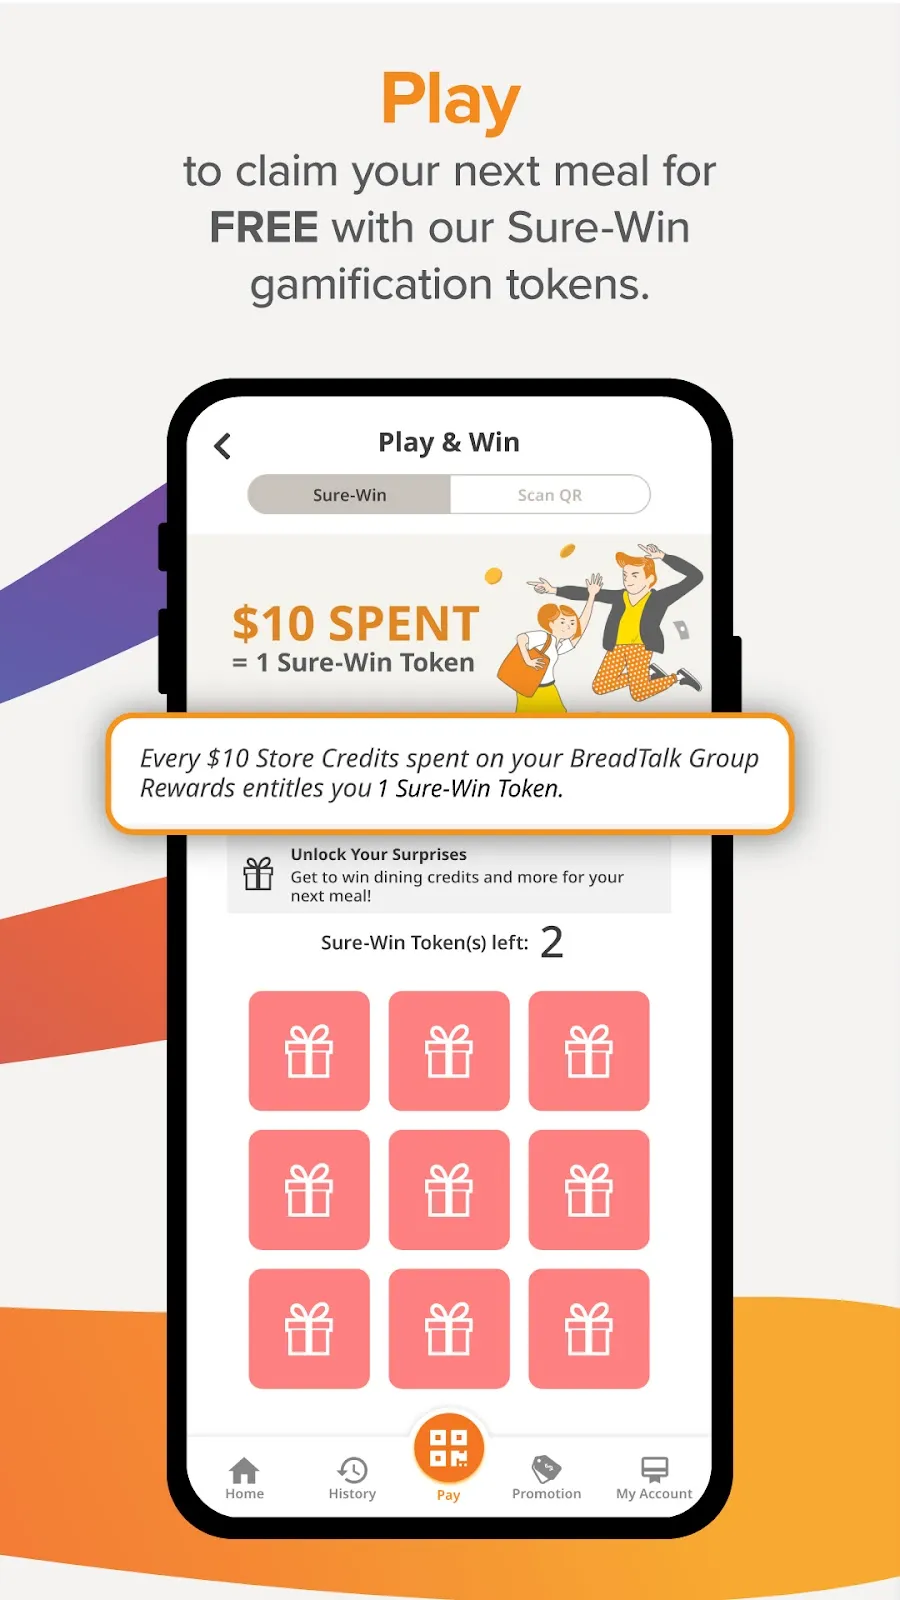 Play
to claim your next meal for
FREE with our Sure-Win
gamification tokens.
Play & Win
Sure-Win
Scan QR
$10 SPENT
= 1 Sure-Win Token
Every $10 Store Credits spent on your BreadTalk Group
Rewards entitles you 1 Sure-Win Token.
Unlock Your Surprises
Get to win dining credits and more for your
next meal!
Sure-Win Token(s) left: 2
Home
History
Pay
Promotion
My Account